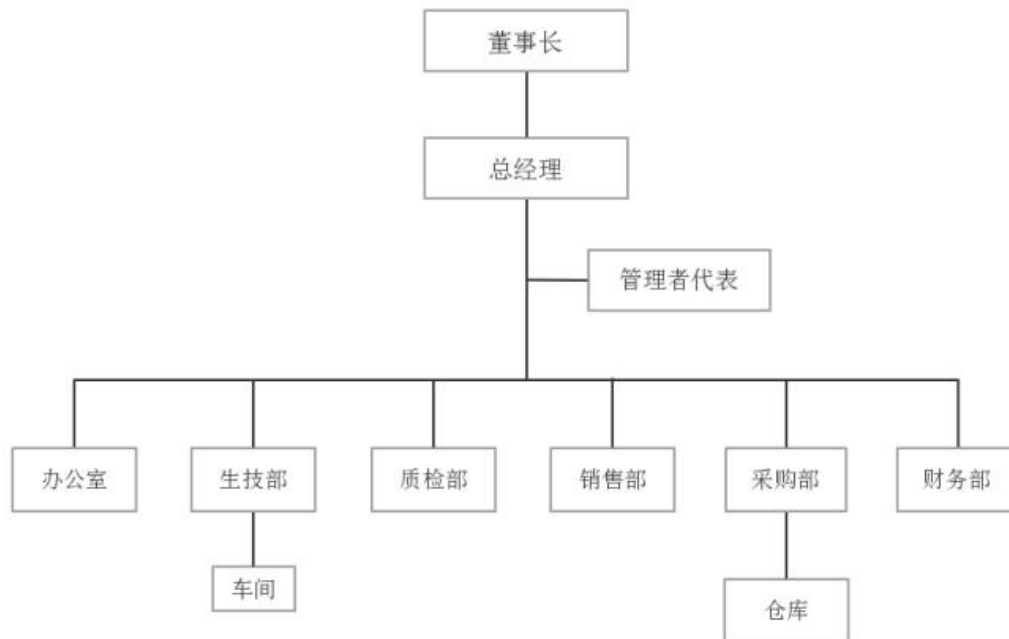 董事长
总经理
管理者代表
办公室
生技部
质检部
销售部
采购部
财务部
车间
仓库